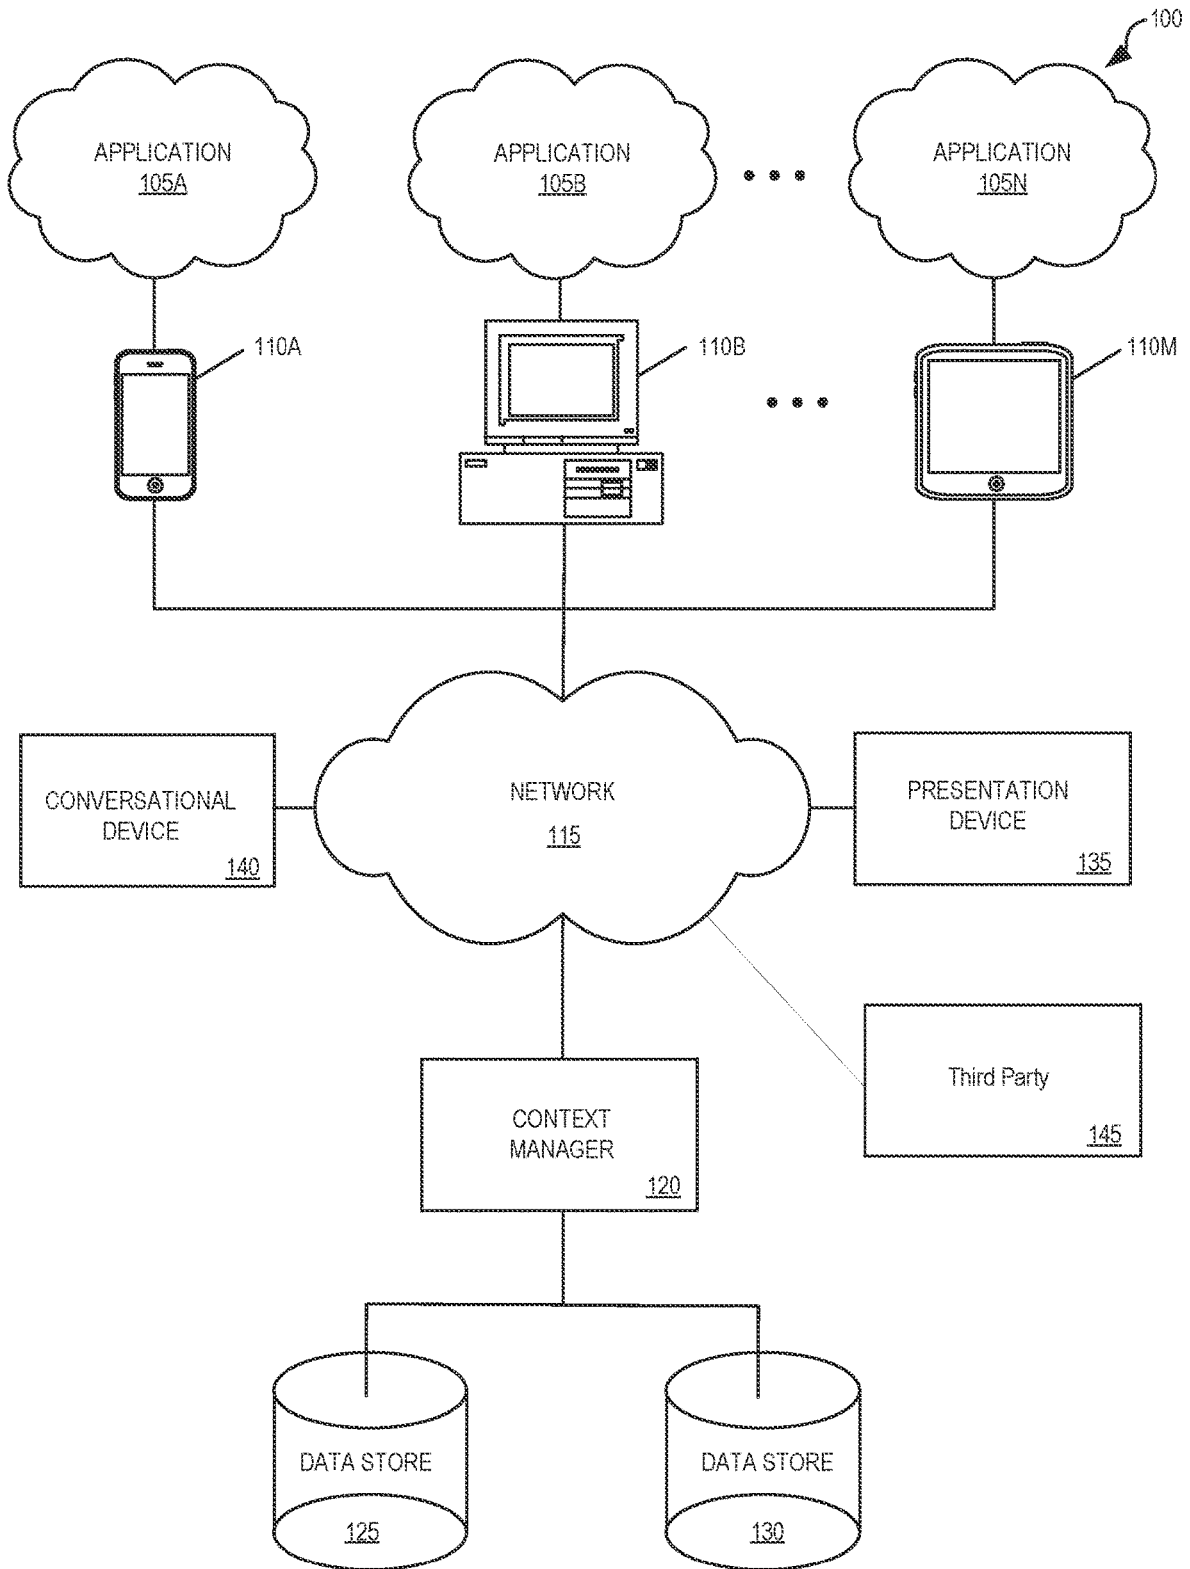 100
APPLICATION
105A
APPLICATION
105B
APPLICATION
105N
110A
110B
110M
CONVERSATIONAL
DEVICE
140
NETWORK
115
PRESENTATION
DEVICE
135
Third Party
145
CONTEXT
MANAGER
120
DATA STORE
125
DATA STORE
130